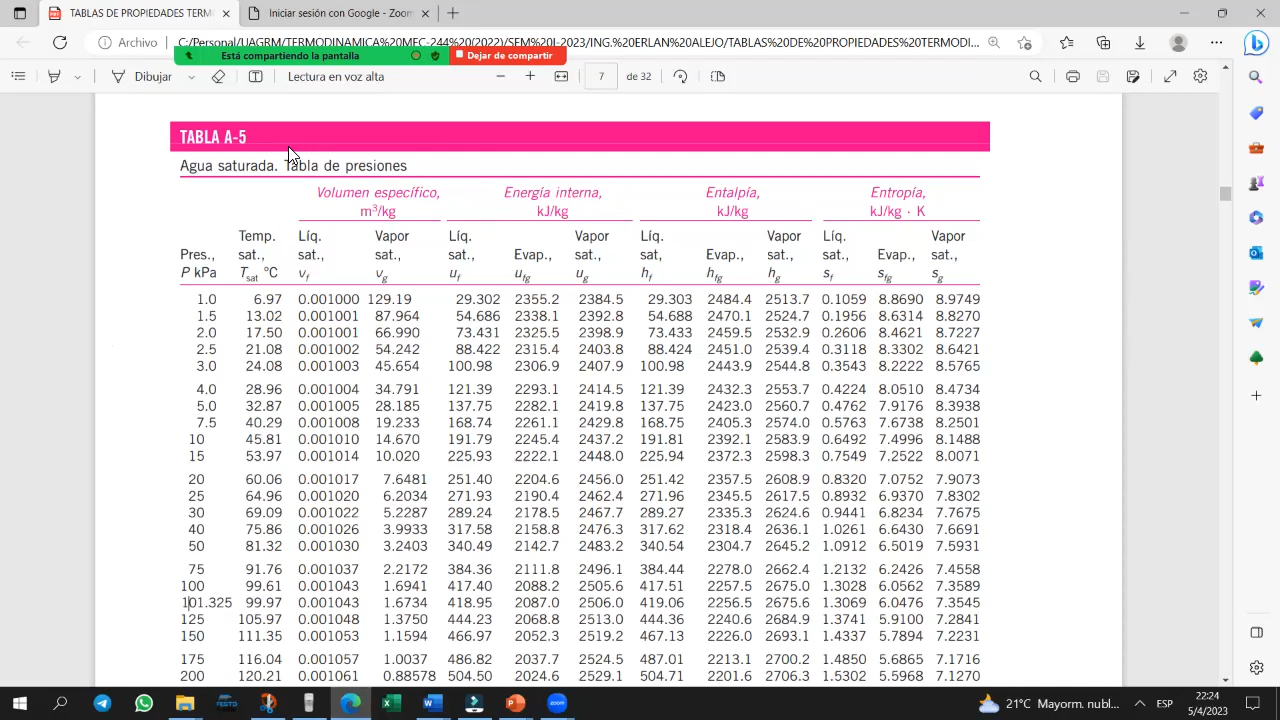 TABLAS DE PROPIEDADES TERM
Iniciar sesión con Google - Zoom
Archivo
C:/Personal/UAGRM/TERMODINAMICA%20MEC-244%20(2022)/SEM%20I-2023/ING.%20ERLAN%20ALEJO/TABLAS%20DE%20PROPIEDADES%20TERMODI...
Está compartiendo la pantalla
Dejar de compartir
Dibujar
Lectura en voz alta
7
de 32
TABLA A-5
Agua saturada. Tabla de presiones
Volumen específico, Energía interna, Entalpía, Entropía,
m³/kg kJ/kg kJ/kg kJ/kg · K
Temp. Líq. Vapor Líq. Vapor Líq. Vapor Líq. Vapor
Pres., sat., sat., sat., sat., Evap., sat., sat, Evap., sat., sat., Evap., sat.,
P kPa Tsat °C vf vg uf ufg ug hf hfg hg sf sfg sg
1.0 6.97 0.001000 129.19 29.302 2355.2 2384.5 29.303 2484.4 2513.7 0.1059 8.8690 8.9749
1.5 13.02 0.001001 87.964 54.686 2338.1 2392.8 54.688 2470.1 2524.7 0.1956 8.6314 8.8270
2.0 17.50 0.001001 66.990 73.431 2325.5 2398.9 73.433 2459.5 2532.9 0.2606 8.4621 8.7227
2.5 21.08 0.001002 54.242 88.422 2315.4 2403.8 88.424 2451.0 2539.4 0.3118 8.3302 8.6421
3.0 24.08 0.001003 45.654 100.98 2306.9 2407.9 100.98 2443.9 2544.8 0.3543 8.2222 8.5765
4.0 28.96 0.001004 34.791 121.39 2293.1 2414.5 121.39 2432.3 2553.7 0.4224 8.0510 8.4734
5.0 32.87 0.001005 28.185 137.75 2282.1 2419.8 137.75 2423.0 2560.7 0.4762 7.9176 8.3938
7.5 40.29 0.001008 19.233 168.74 2261.1 2429.8 168.75 2405.3 2574.0 0.5763 7.6738 8.2501
10 45.81 0.001010 14.670 191.79 2245.4 2437.2 191.81 2392.1 2583.9 0.6492 7.4996 8.1488
15 53.97 0.001014 10.020 225.93 2222.1 2448.0 225.94 2372.3 2598.3 0.7549 7.2522 8.0071
20 60.06 0.001017 7.6481 251.40 2204.6 2456.0 251.42 2357.5 2608.9 0.8320 7.0752 7.9073
25 64.96 0.001020 6.2034 271.93 2190.4 2462.4 271.96 2345.5 2617.5 0.8932 6.9370 7.8302
30 69.09 0.001022 5.2287 289.24 2178.5 2467.7 289.27 2335.3 2624.6 0.9441 6.8234 7.7675
40 75.86 0.001026 3.9933 317.58 2158.8 2476.3 317.62 2318.4 2636.1 1.0261 6.6430 7.6691
50 81.32 0.001030 3.2403 340.49 2142.7 2483.2 340.54 2304.7 2645.2 1.0912 6.5019 7.5931
75 91.76 0.001037 2.2172 384.36 2111.8 2496.1 384.44 2278.0 2662.4 1.2132 6.2426 7.4558
100 99.61 0.001043 1.6941 417.40 2088.2 2505.6 417.51 2257.5 2675.0 1.3028 6.0562 7.3589
101.325 99.97 0.001043 1.6734 418.95 2087.0 2506.0 419.06 2256.5 2675.6 1.3069 6.0476 7.3545
125 105.97 0.001048 1.3750 444.23 2068.8 2513.0 444.36 2240.6 2684.9 1.3741 5.9100 7.2841
150 111.35 0.001053 1.1594 466.97 2052.3 2519.2 467.13 2226.0 2693.1 1.4337 5.7894 7.2231
175 116.04 0.001057 1.0037 486.82 2037.7 2524.5 487.01 2213.1 2700.2 1.4850 5.6865 7.1716
200 120.21 0.001061 0.88578 504.50 2024.6 2529.1 504.71 2201.6 2706.3 1.5302 5.5968 7.1270
FESTO
zoom
21°C Mayorm. nubl...
ESP
22:24
5/4/2023